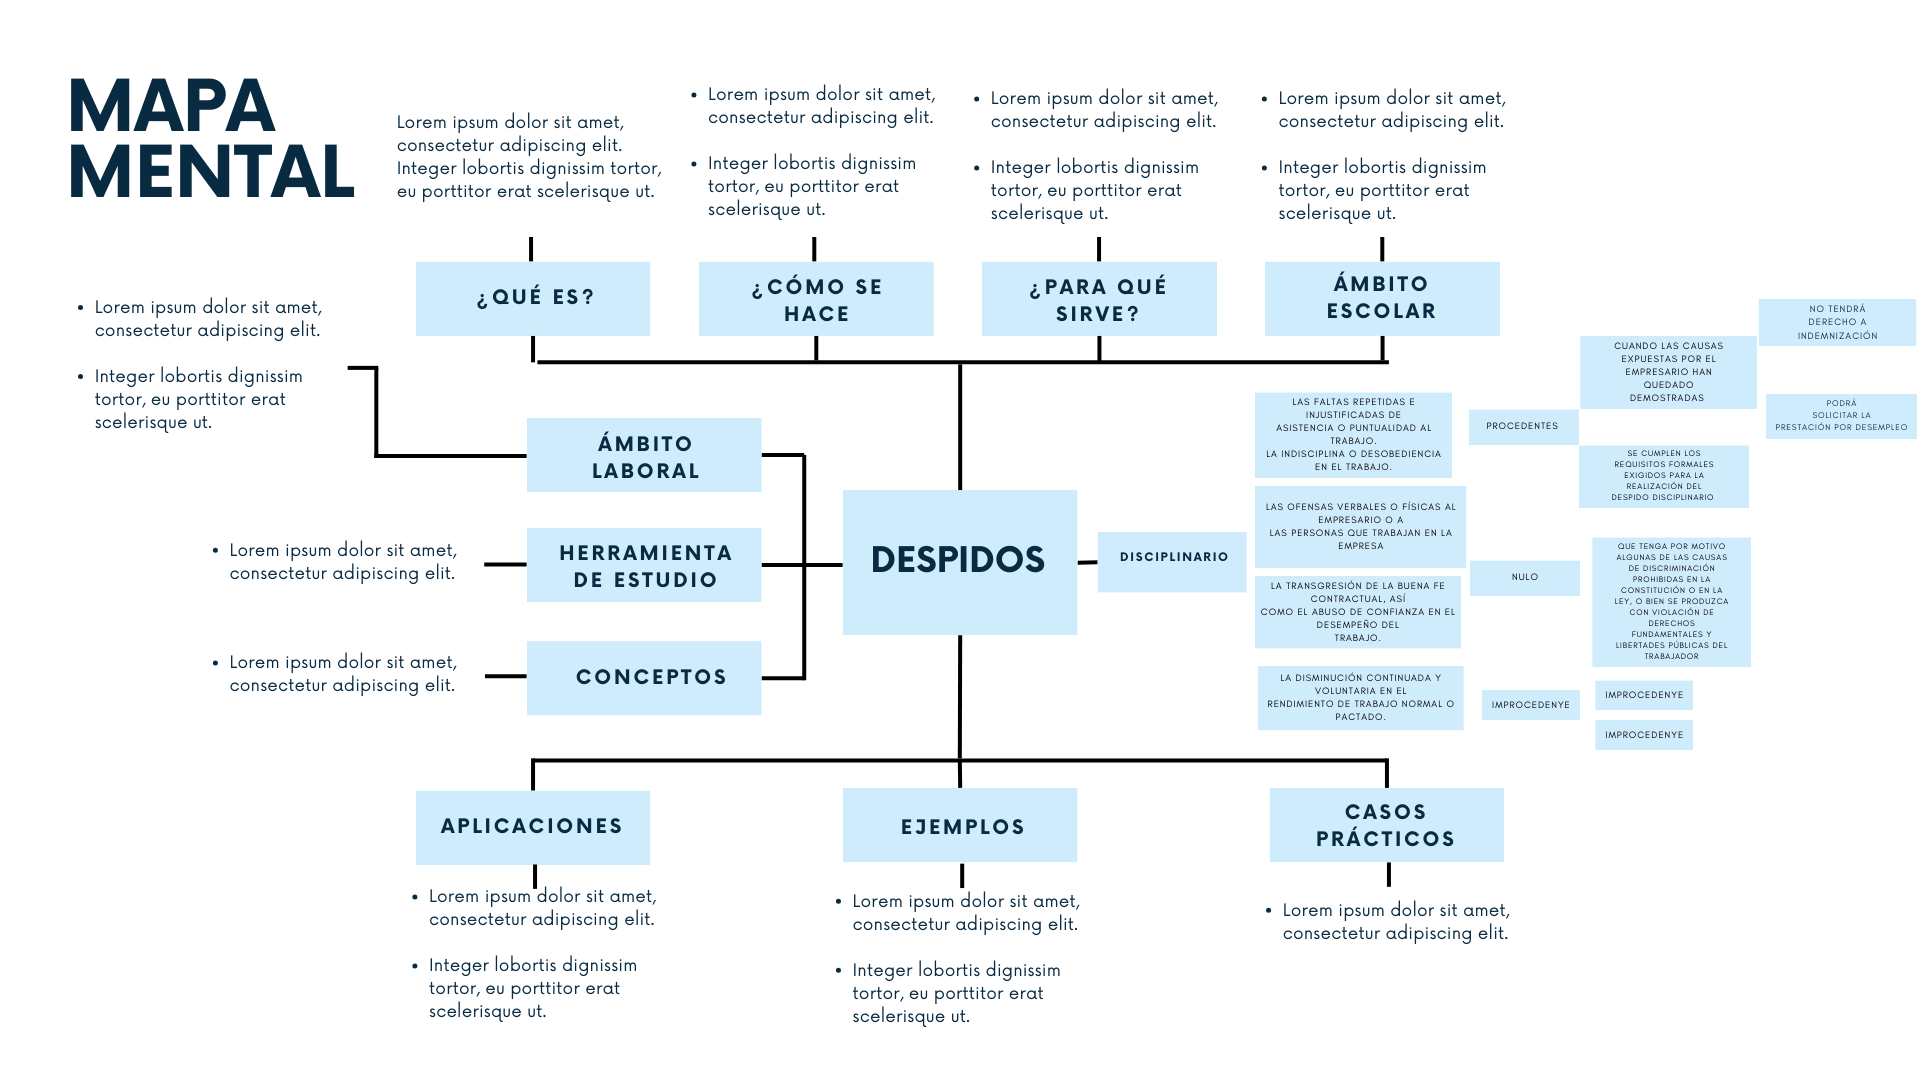 MAPA
MENTAL
Lorem ipsum dolor sit amet,
consectetur adipiscing elit.
Integer lobortis dignissim tortor,
eu porttitor erat scelerisque ut.
• Lorem ipsum dolor sit amet,
consectetur adipiscing elit.
• Integer lobortis dignissim
tortor, eu porttitor erat
scelerisque ut.
• Lorem ipsum dolor sit amet,
consectetur adipiscing elit.
• Integer lobortis dignissim
tortor, eu porttitor erat
scelerisque ut.
• Lorem ipsum dolor sit amet,
consectetur adipiscing elit.
• Integer lobortis dignissim
tortor, eu porttitor erat
scelerisque ut.
¿QUÉ ES?
¿CÓMO SE
HACE
¿PARA QUÉ
SIRVE?
ÁMBITO
ESCOLAR
• Lorem ipsum dolor sit amet,
consectetur adipiscing elit.
• Integer lobortis dignissim
tortor, eu porttitor erat
scelerisque ut.
ÁMBITO
LABORAL
• Lorem ipsum dolor sit amet,
consectetur adipiscing elit.
HERRAMIENTA
DE ESTUDIO
• Lorem ipsum dolor sit amet,
consectetur adipiscing elit.
CONCEPTOS
DESPIDOS
DISCIPLINARIO
LAS FALTAS REPETIDAS E
INJUSTIFICADAS DE
ASISTENCIA O PUNTUALIDAD AL
TRABAJO.
LA INDISCIPLINA O DESOBEDIENCIA
EN EL TRABAJO.
LAS OFENSAS VERBALES O FÍSICAS AL
EMPRESARIO O A
LAS PERSONAS QUE TRABAJAN EN LA
EMPRESA
LA TRANSGRESIÓN DE LA BUENA FE
CONTRACTUAL, ASÍ
COMO EL ABUSO DE CONFIANZA EN EL
DESEMPEÑO DEL
TRABAJO.
LA DISMINUCIÓN CONTINUADA Y
VOLUNTARIA EN EL
RENDIMIENTO DE TRABAJO NORMAL O
PACTADO.
PROCEDENTES
CUANDO LAS CAUSAS
EXPUESTAS POR EL
EMPRESARIO HAN
QUEDADO
DEMOSTRADAS
NO TENDRÁ
DERECHO A
INDEMNIZACIÓN
PODRÁ
SOLICITAR LA
PRESTACIÓN POR DESEMPLEO
SE CUMPLEN LOS
REQUISITOS FORMALES
EXIGIDOS PARA LA
REALIZACIÓN DEL
DESPIDO DISCIPLINARIO
NULO
QUE TENGA POR MOTIVO
ALGUNAS DE LAS CAUSAS
DE DISCRIMINACIÓN
PROHIBIDAS EN LA
CONSTITUCIÓN O EN LA
LEY, O BIEN SE PRODUZCA
CON VIOLACIÓN DE
DERECHOS
FUNDAMENTALES Y
LIBERTADES PÚBLICAS DEL
TRABAJADOR
IMPROCEDENYE
IMPROCEDENYE
IMPROCEDENYE
APLICACIONES
EJEMPLOS
CASOS
PRÁCTICOS
• Lorem ipsum dolor sit amet,
consectetur adipiscing elit.
• Integer lobortis dignissim
tortor, eu porttitor erat
scelerisque ut.
• Lorem ipsum dolor sit amet,
consectetur adipiscing elit.
• Integer lobortis dignissim
tortor, eu porttitor erat
scelerisque ut.
• Lorem ipsum dolor sit amet,
consectetur adipiscing elit.